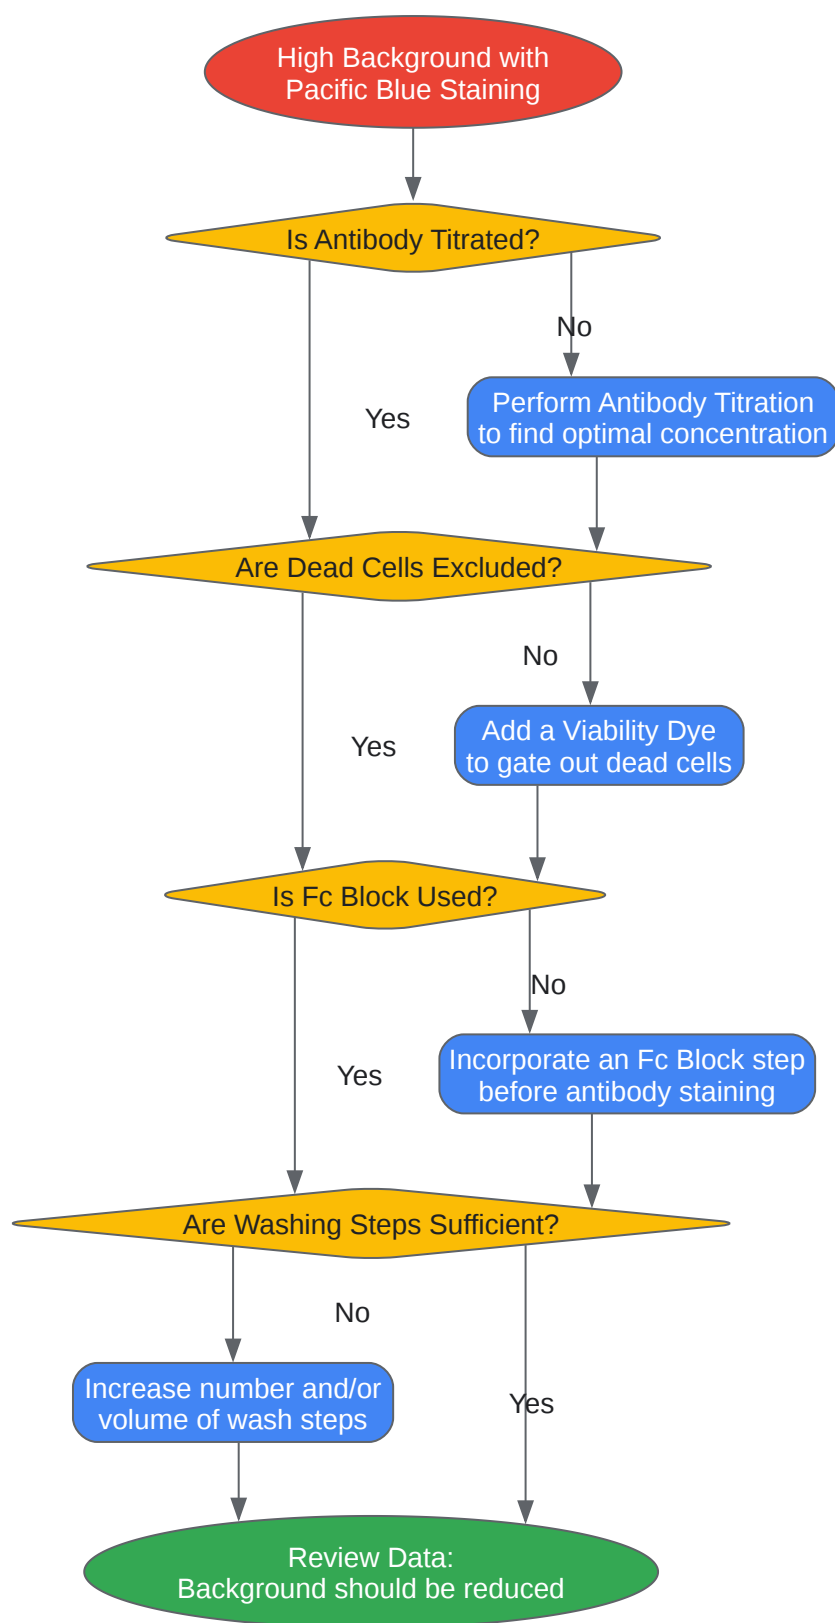 High Background with
Pacific Blue Staining
Is Antibody Titrated?
No
Yes
Perform Antibody Titration
to find optimal concentration
Are Dead Cells Excluded?
No
Yes
Add a Viability Dye
to gate out dead cells
Is Fc Block Used?
No
Yes
Incorporate an Fc Block step
before antibody staining
Are Washing Steps Sufficient?
No
Increase number and/or
volume of wash steps
Yes
Review Data:
Background should be reduced